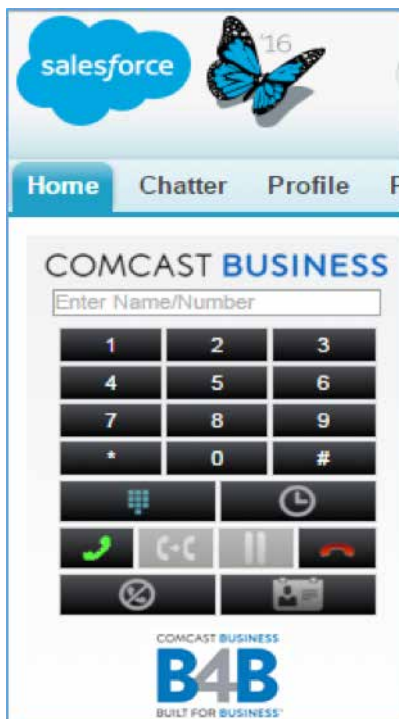 salesforce
'16
Home Chatter Profile
COMCAST BUSINESS
Enter Name/Number
1 2 3
4 5 6
7 8 9
* 0 #
COMCAST BUSINESS
B4B
BUILT FOR BUSINESS™